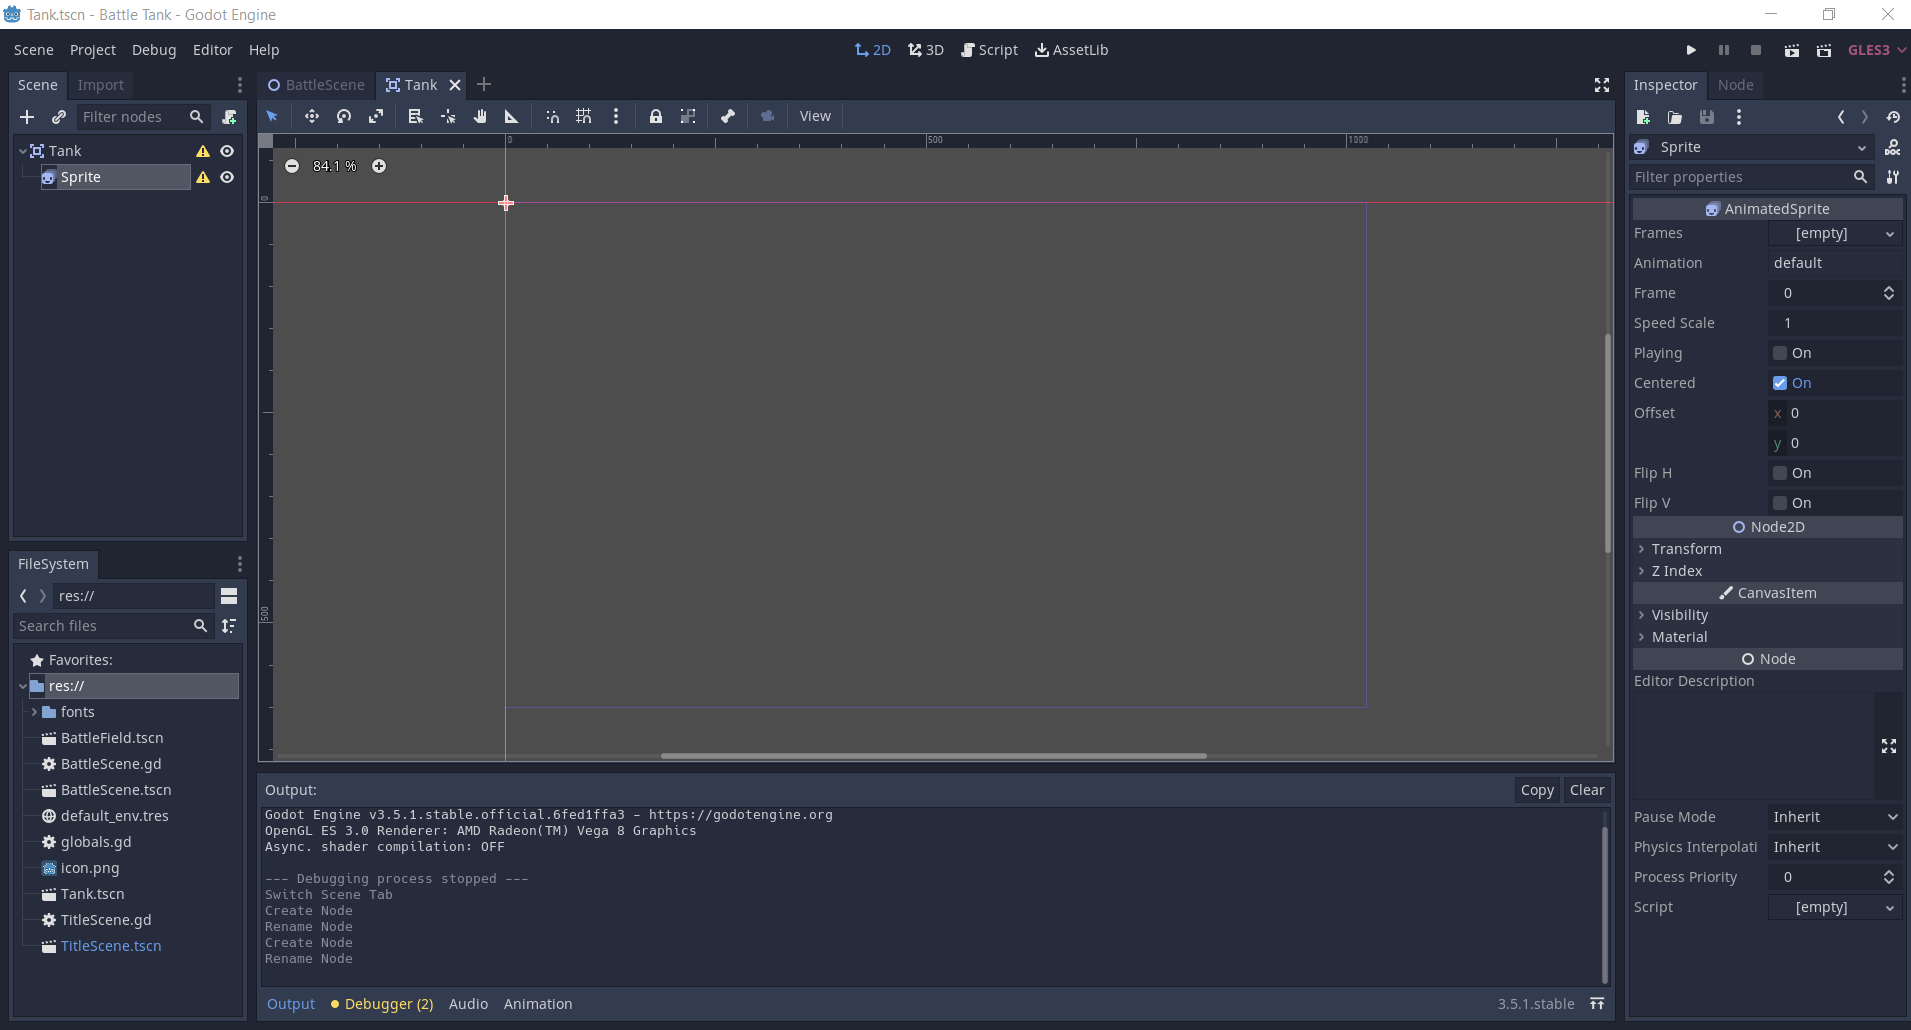 Tank.tscn - Battle Tank - Godot Engine
Scene Project Debug Editor Help
2D 3D Script AssetLib
GLES3
Scene Import
Filter nodes
Tank
Sprite
BattleScene Tank
View
0 500 1000
84.1 %
0
500
FileSystem
res://
Search files
Favorites:
res://
fonts
BattleField.tscn
BattleScene.gd
BattleScene.tscn
default_env.tres
globals.gd
icon.png
Tank.tscn
TitleScene.gd
TitleScene.tscn
Output:
Copy Clear
Godot Engine v3.5.1.stable.official.6fed1ffa3 - https://godotengine.org
OpenGL ES 3.0 Renderer: AMD Radeon(TM) Vega 8 Graphics
Async. shader compilation: OFF
--- Debugging process stopped ---
Switch Scene Tab
Create Node
Rename Node
Create Node
Rename Node
Output Debugger (2) Audio Animation
3.5.1.stable
Inspector Node
Sprite
Filter properties
AnimatedSprite
Frames [empty]
Animation default
Frame 0
Speed Scale 1
Playing On
Centered On
Offset x 0
y 0
Flip H On
Flip V On
Node2D
Transform
Z Index
CanvasItem
Visibility
Material
Node
Editor Description
Pause Mode Inherit
Physics Interpolati Inherit
Process Priority 0
Script [empty]